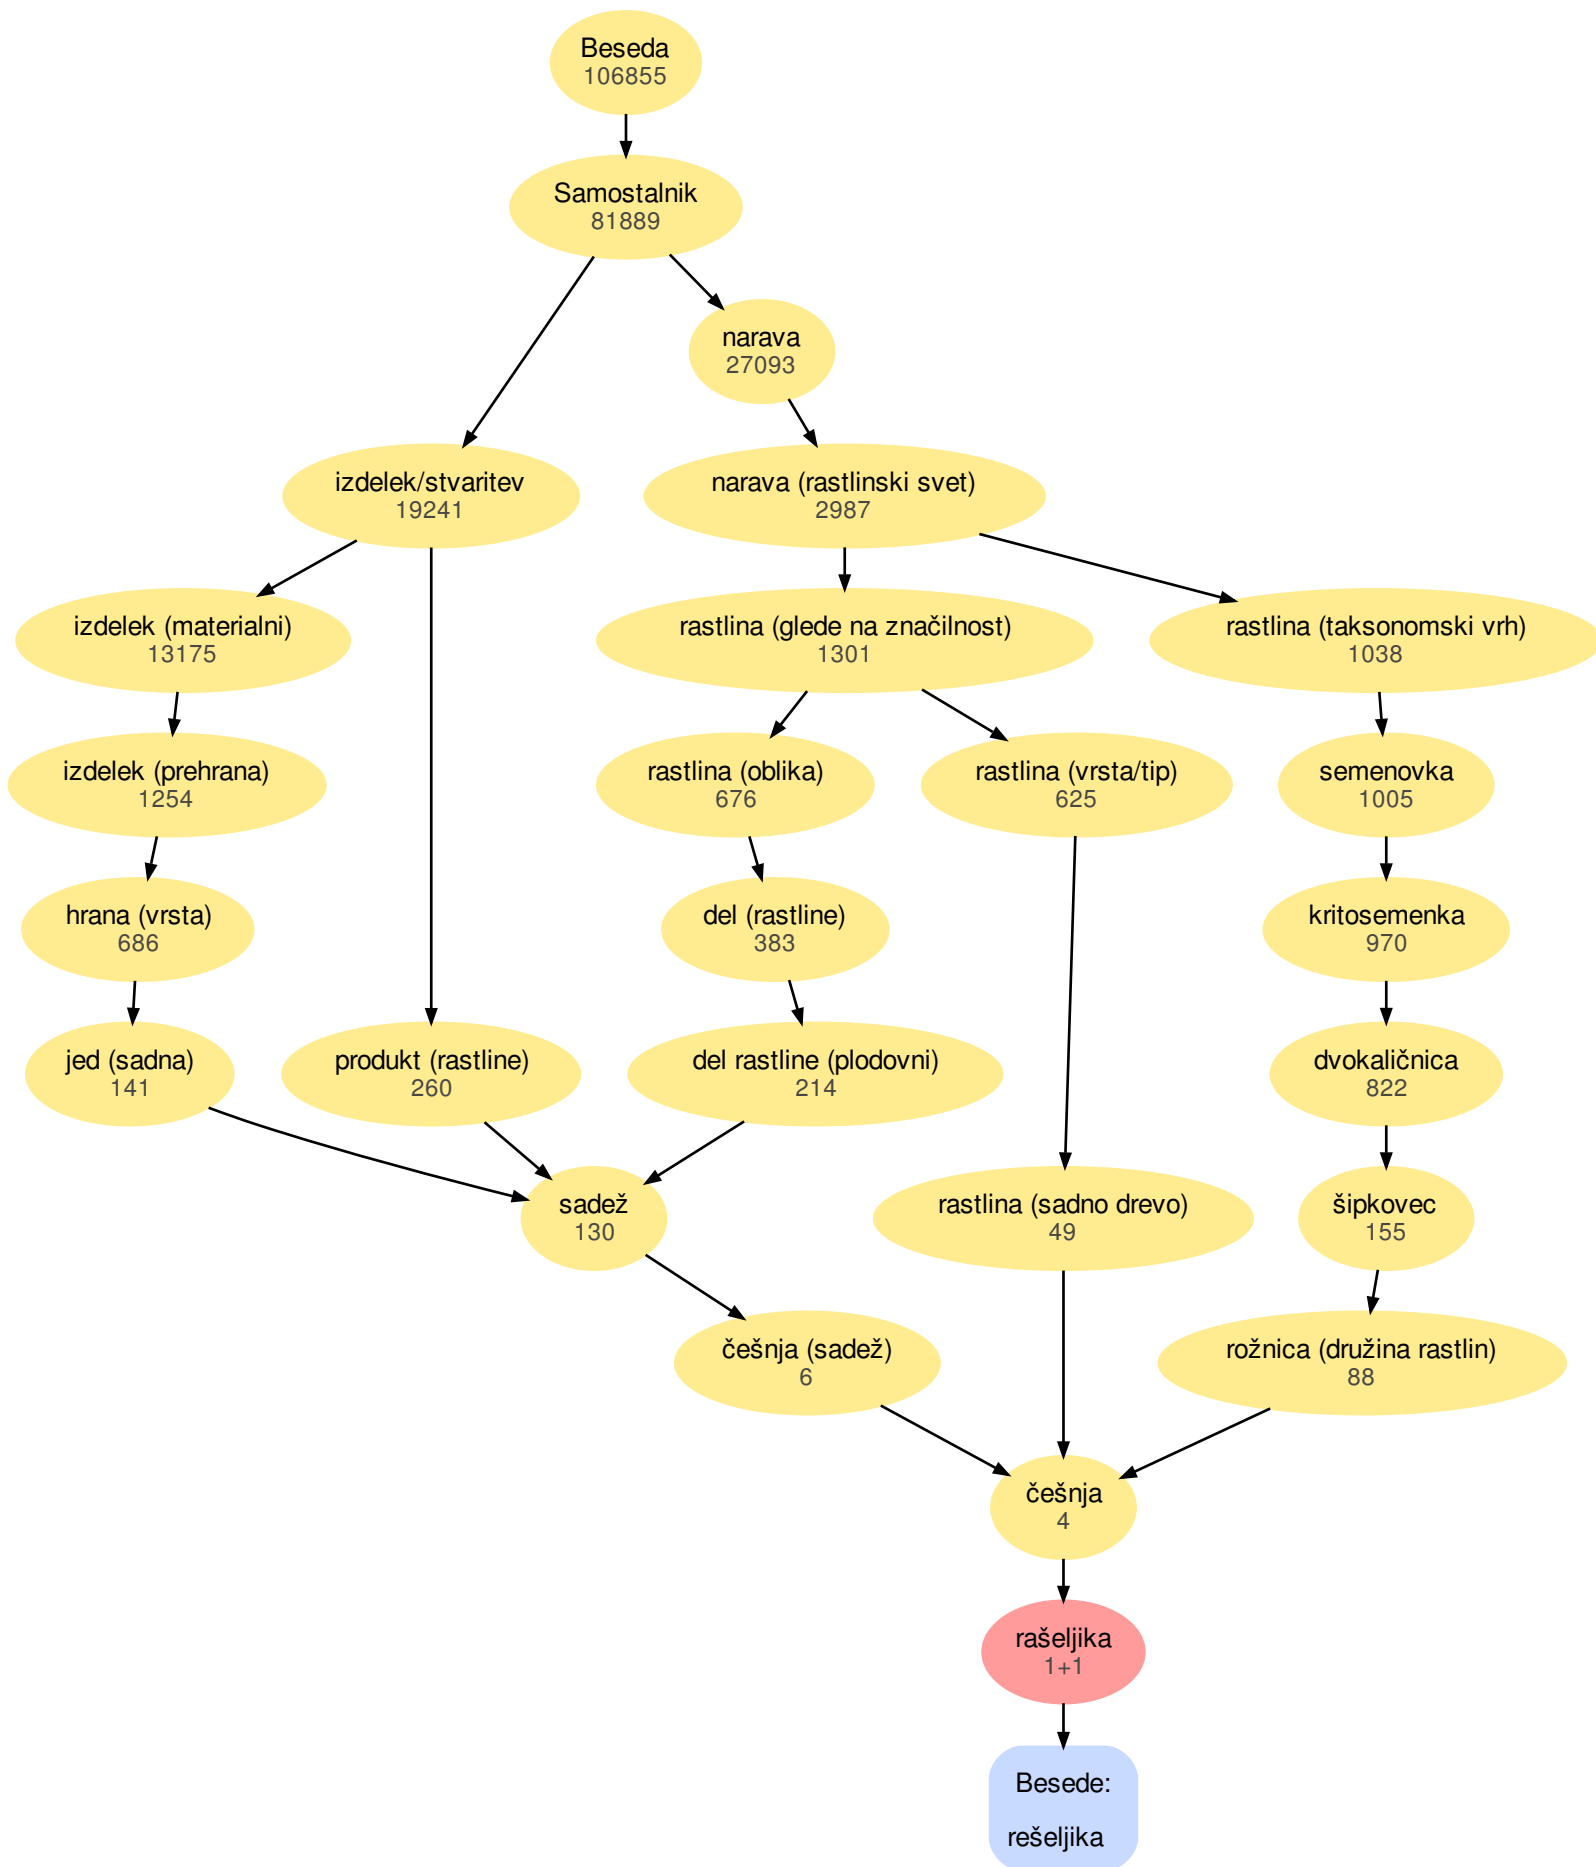 Beseda
106855
Samostalnik
81889
narava
27093
izdelek/stvaritev
19241
narava (rastlinski svet)
2987
izdelek (materialni)
13175
rastlina (glede na značilnost)
1301
rastlina (taksonomski vrh)
1038
izdelek (prehrana)
1254
rastlina (oblika)
676
rastlina (vrsta/tip)
625
semenovka
1005
hrana (vrsta)
686
del (rastline)
383
kritosemenka
970
jed (sadna)
141
produkt (rastline)
260
del rastline (plodovni)
214
dvokaličnica
822
sadež
130
rastlina (sadno drevo)
49
šipkovec
155
češnja (sadež)
6
rožnica (družina rastlin)
88
češnja
4
rašeljika
1+1
Besede:
rešeljika